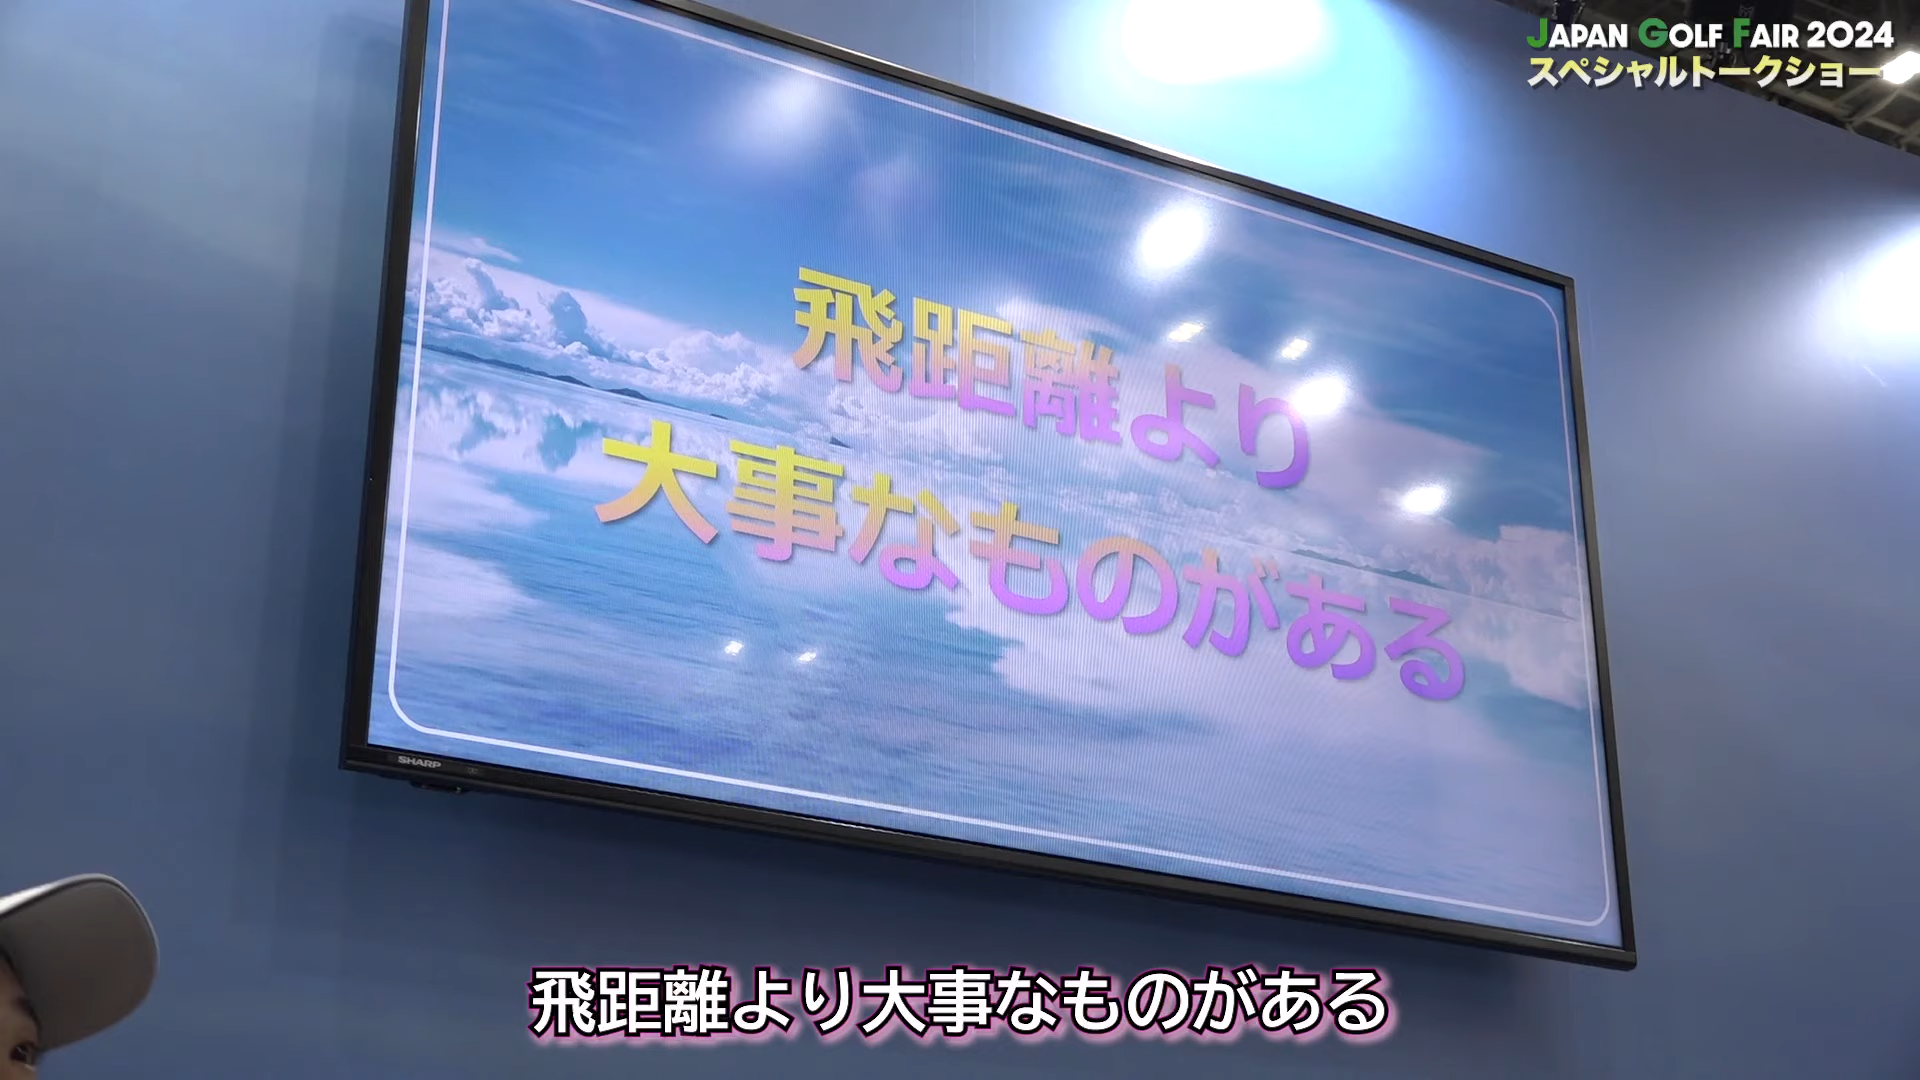 JAPAN GOLF FAIR 2024
スペシャルトークショー
飛距離より
大事なものがある
SHARP
飛距離より大事なものがある